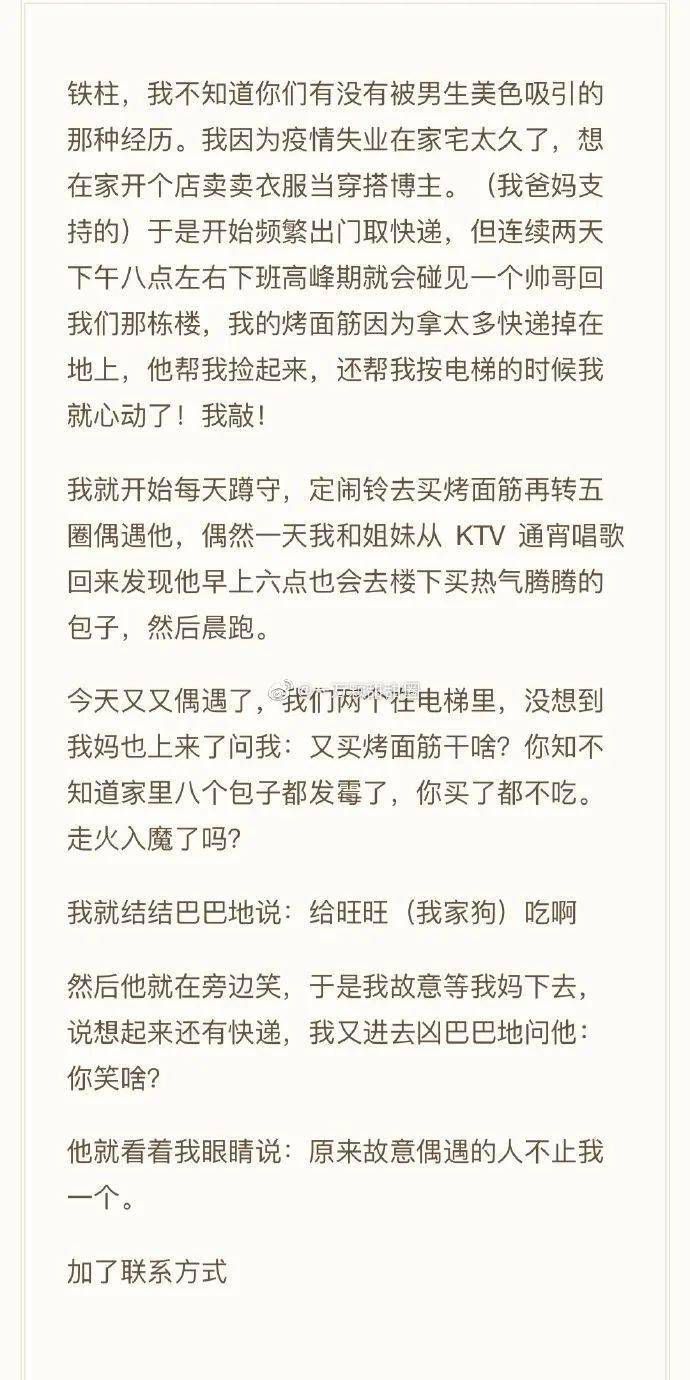 铁柱，我不知道你们有没有被男生美色吸引的
那种经历。我因为疫情失业在家宅太久了，想
在家开个店卖卖衣服当穿搭博主。（我爸妈支
持的）于是开始频繁出门取快递，但连续两天
下午八点左右下班高峰期就会碰见一个帅哥回
我们那栋楼，我的烤面筋因为拿太多快递掉在
地上，他帮我捡起来，还帮我按电梯的时候我
就心动了！我敲！
我就开始每天蹲守，定闹铃去买烤面筋再转五
圈偶遇他，偶然一天我和姐妹从 KTV 通宵唱歌
回来发现他早上六点也会去楼下买热气腾腾的
包子，然后晨跑。
今天又又偶遇了，我们两个在电梯里，没想到
我妈也上来了问我：又买烤面筋干啥？你知不
知道家里八个包子都发霉了，你买了都不吃。
走火入魔了吗？
我就结结巴巴地说：给旺旺（我家狗）吃啊
然后他就在旁边笑，于是我故意等我妈下去，
说想起来还有快递，我又进去凶巴巴地问他：
你笑啥？
他就看着我眼睛说：原来故意偶遇的人不止我
一个。
加了联系方式